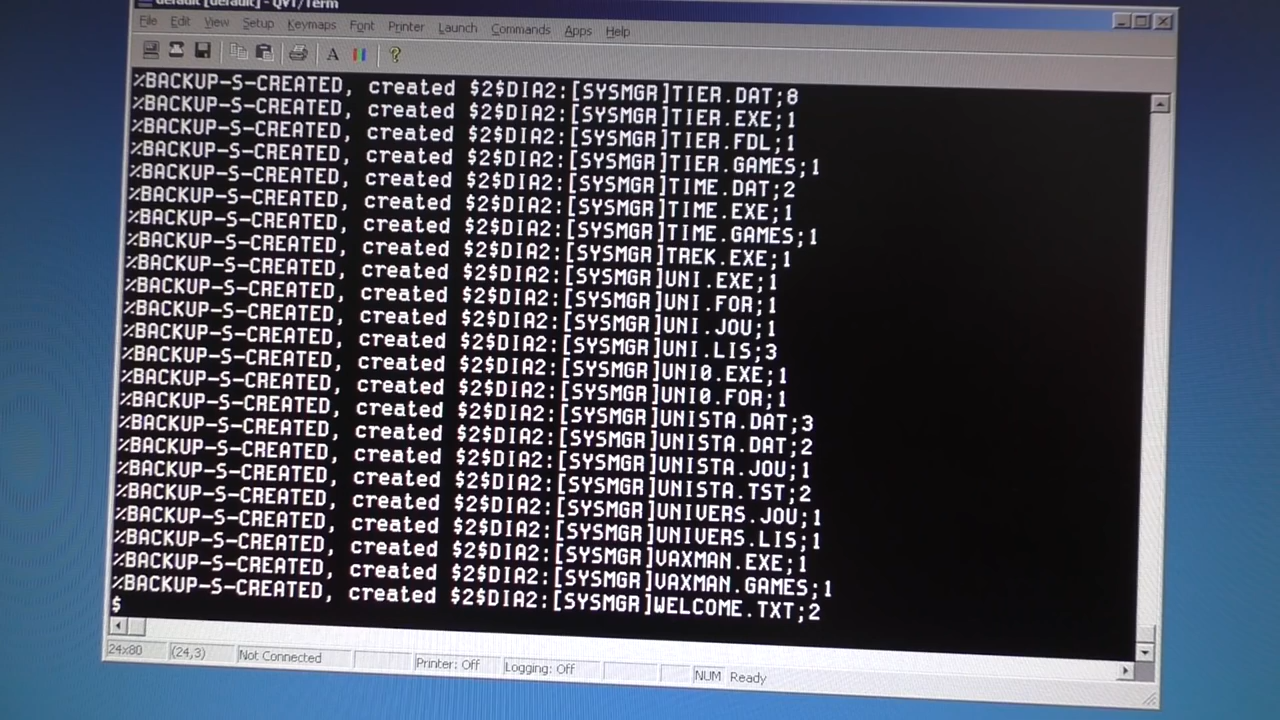 default [default] - QVT/Term
File Edit View Setup Keymaps Font Printer Launch Commands Apps Help
%BACKUP-S-CREATED, created $2$DIA2:[SYSMGR]TIER.DAT;8
%BACKUP-S-CREATED, created $2$DIA2:[SYSMGR]TIER.EXE;1
%BACKUP-S-CREATED, created $2$DIA2:[SYSMGR]TIER.FDL;1
%BACKUP-S-CREATED, created $2$DIA2:[SYSMGR]TIER.GAMES;1
%BACKUP-S-CREATED, created $2$DIA2:[SYSMGR]TIME.DAT;2
%BACKUP-S-CREATED, created $2$DIA2:[SYSMGR]TIME.EXE;1
%BACKUP-S-CREATED, created $2$DIA2:[SYSMGR]TIME.GAMES;1
%BACKUP-S-CREATED, created $2$DIA2:[SYSMGR]TREK.EXE;1
%BACKUP-S-CREATED, created $2$DIA2:[SYSMGR]UNI.EXE;1
%BACKUP-S-CREATED, created $2$DIA2:[SYSMGR]UNI.FOR;1
%BACKUP-S-CREATED, created $2$DIA2:[SYSMGR]UNI.JOU;1
%BACKUP-S-CREATED, created $2$DIA2:[SYSMGR]UNI.LIS;3
%BACKUP-S-CREATED, created $2$DIA2:[SYSMGR]UNI0.EXE;1
%BACKUP-S-CREATED, created $2$DIA2:[SYSMGR]UNI0.FOR;1
%BACKUP-S-CREATED, created $2$DIA2:[SYSMGR]UNISTA.DAT;3
%BACKUP-S-CREATED, created $2$DIA2:[SYSMGR]UNISTA.DAT;2
%BACKUP-S-CREATED, created $2$DIA2:[SYSMGR]UNISTA.JOU;1
%BACKUP-S-CREATED, created $2$DIA2:[SYSMGR]UNISTA.TST;2
%BACKUP-S-CREATED, created $2$DIA2:[SYSMGR]UNIVERS.JOU;1
%BACKUP-S-CREATED, created $2$DIA2:[SYSMGR]UNIVERS.LIS;1
%BACKUP-S-CREATED, created $2$DIA2:[SYSMGR]VAXMAN.EXE;1
%BACKUP-S-CREATED, created $2$DIA2:[SYSMGR]VAXMAN.GAMES;1
%BACKUP-S-CREATED, created $2$DIA2:[SYSMGR]WELCOME.TXT;2
$
24x80 (24,3) Not Connected Printer: Off Logging: Off NUM Ready